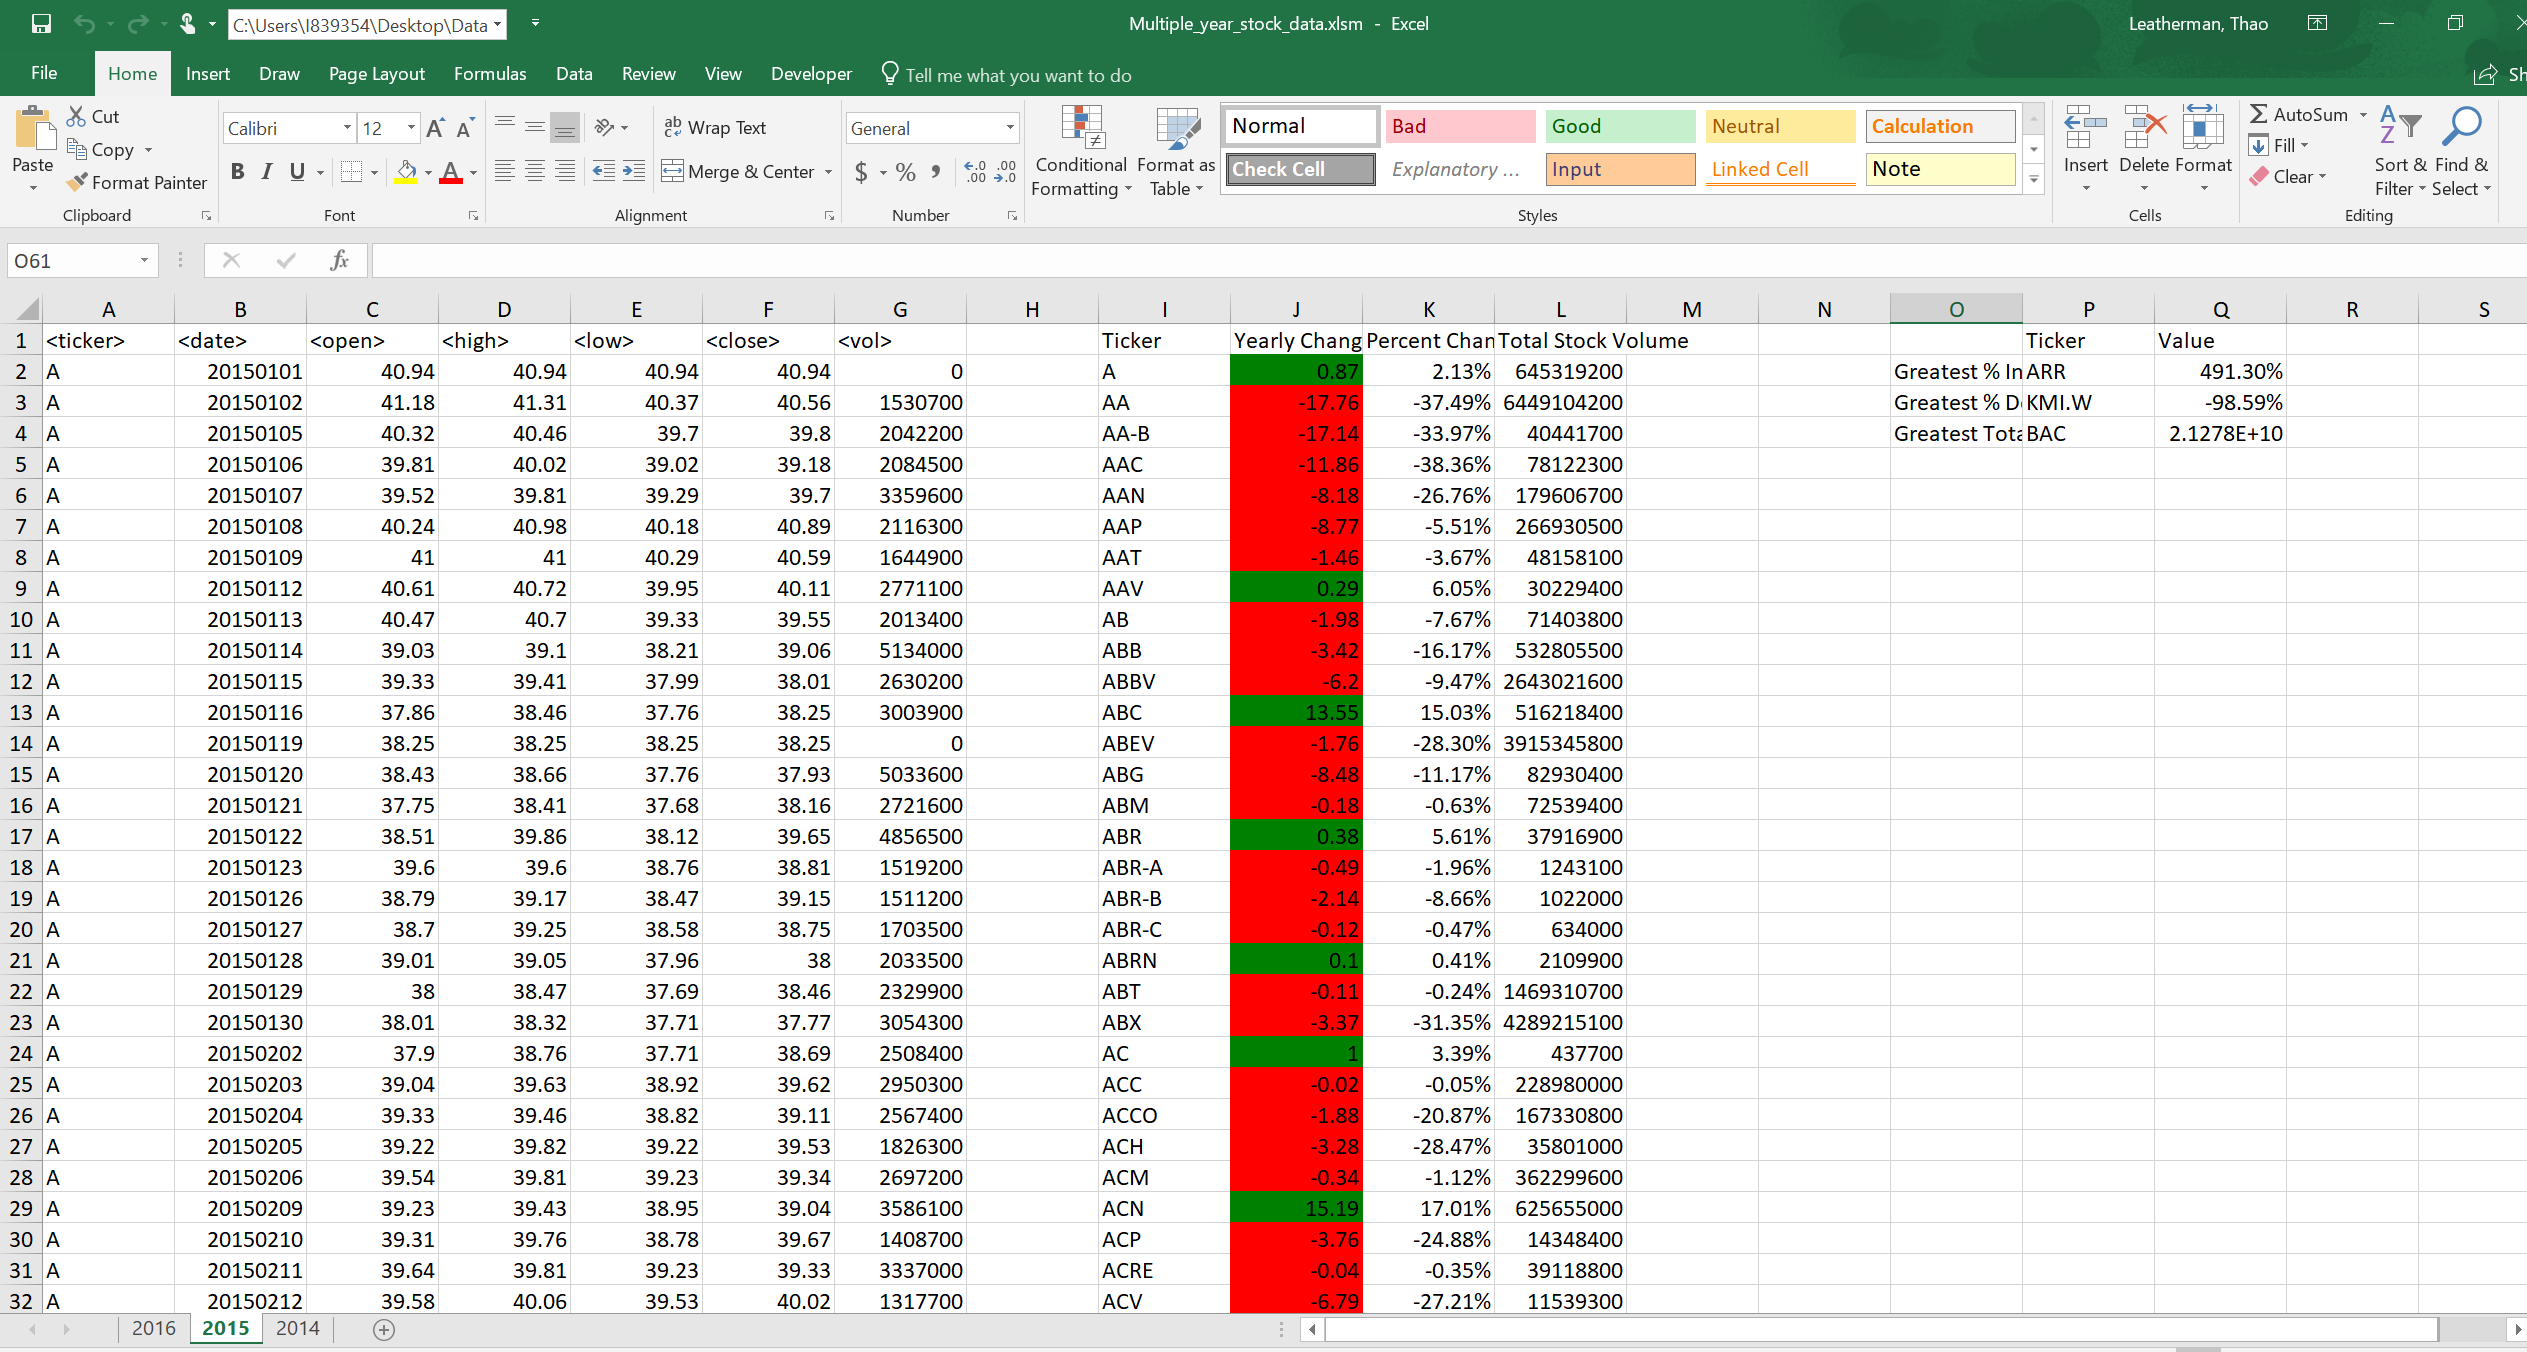 C:\Users\I839354\Desktop\Data Multiple_year_stock_data.xlsm - Excel Leatherman, Thao
File Home Insert Draw Page Layout Formulas Data Review View Developer Tell me what you want to do Sh
Cut
Copy
Format Painter
Paste
Clipboard
Calibri 12 A A
B I U A
Font
ab c Wrap Text
Merge & Center
Alignment
General
$ % , .0 .00 .00 .0
Number
Conditional Formatting
Format as Table
Normal Bad Good Neutral Calculation
Check Cell Explanatory ... Input Linked Cell Note
Styles
Insert Delete Format
Cells
AutoSum
Fill
Clear
A Z
Sort & Filter
Find & Select
Editing
O61 fx
A B C D E F G H I J K L M N O P Q R S
1 <ticker> <date> <open> <high> <low> <close> <vol> Ticker Yearly Chang Percent Chan Total Stock Volume Ticker Value
2 A 20150101 40.94 40.94 40.94 40.94 0 A 0.87 2.13% 645319200 Greatest % In ARR 491.30%
3 A 20150102 41.18 41.31 40.37 40.56 1530700 AA -17.76 -37.49% 6449104200 Greatest % D KMI.W -98.59%
4 A 20150105 40.32 40.46 39.7 39.8 2042200 AA-B -17.14 -33.97% 40441700 Greatest Tota BAC 2.1278E+10
5 A 20150106 39.81 40.02 39.02 39.18 2084500 AAC -11.86 -38.36% 78122300
6 A 20150107 39.52 39.81 39.29 39.7 3359600 AAN -8.18 -26.76% 179606700
7 A 20150108 40.24 40.98 40.18 40.89 2116300 AAP -8.77 -5.51% 266930500
8 A 20150109 41 41 40.29 40.59 1644900 AAT -1.46 -3.67% 48158100
9 A 20150112 40.61 40.72 39.95 40.11 2771100 AAV 0.29 6.05% 30229400
10 A 20150113 40.47 40.7 39.33 39.55 2013400 AB -1.98 -7.67% 71403800
11 A 20150114 39.03 39.1 38.21 39.06 5134000 ABB -3.42 -16.17% 532805500
12 A 20150115 39.33 39.41 37.99 38.01 2630200 ABBV -6.2 -9.47% 2643021600
13 A 20150116 37.86 38.46 37.76 38.25 3003900 ABC 13.55 15.03% 516218400
14 A 20150119 38.25 38.25 38.25 38.25 0 ABEV -1.76 -28.30% 3915345800
15 A 20150120 38.43 38.66 37.76 37.93 5033600 ABG -8.48 -11.17% 82930400
16 A 20150121 37.75 38.41 37.68 38.16 2721600 ABM -0.18 -0.63% 72539400
17 A 20150122 38.51 39.86 38.12 39.65 4856500 ABR 0.38 5.61% 37916900
18 A 20150123 39.6 39.6 38.76 38.81 1519200 ABR-A -0.49 -1.96% 1243100
19 A 20150126 38.79 39.17 38.47 39.15 1511200 ABR-B -2.14 -8.66% 1022000
20 A 20150127 38.7 39.25 38.58 38.75 1703500 ABR-C -0.12 -0.47% 634000
21 A 20150128 39.01 39.05 37.96 38 2033500 ABRN 0.1 0.41% 2109900
22 A 20150129 38 38.47 37.69 38.46 2329900 ABT -0.11 -0.24% 1469310700
23 A 20150130 38.01 38.32 37.71 37.77 3054300 ABX -3.37 -31.35% 4289215100
24 A 20150202 37.9 38.76 37.71 38.69 2508400 AC 1 3.39% 437700
25 A 20150203 39.04 39.63 38.92 39.62 2950300 ACC -0.02 -0.05% 228980000
26 A 20150204 39.33 39.46 38.82 39.11 2567400 ACCO -1.88 -20.87% 167330800
27 A 20150205 39.22 39.82 39.22 39.53 1826300 ACH -3.28 -28.47% 35801000
28 A 20150206 39.54 39.81 39.23 39.34 2697200 ACM -0.34 -1.12% 362299600
29 A 20150209 39.23 39.43 38.95 39.04 3586100 ACN 15.19 17.01% 625655000
30 A 20150210 39.31 39.76 38.78 39.67 1408700 ACP -3.76 -24.88% 14348400
31 A 20150211 39.64 39.81 39.23 39.33 3337000 ACRE -0.04 -0.35% 39118800
32 A 20150212 39.58 40.06 39.53 40.02 1317700 ACV -6.79 -27.21% 11539300
2016 2015 2014